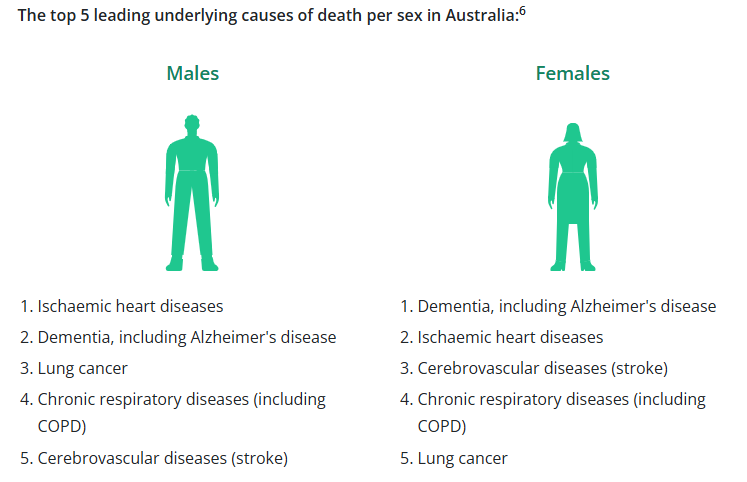 The top 5 leading underlying causes of death per sex in Australia:6
Males
1. Ischaemic heart diseases
2. Dementia, including Alzheimer's disease
3. Lung cancer
4. Chronic respiratory diseases (including
COPD)
5. Cerebrovascular diseases (stroke)
Females
1. Dementia, including Alzheimer's disease
2. Ischaemic heart diseases
3. Cerebrovascular diseases (stroke)
4. Chronic respiratory diseases (including
COPD)
5. Lung cancer